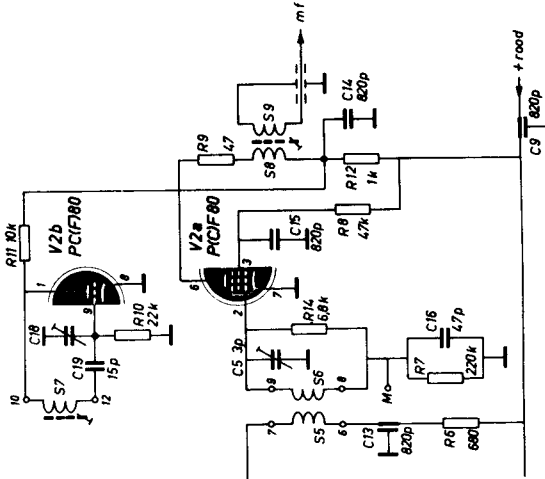 mf
R9
4,7
S9
S8
C14
820p
+ rood
820p
C9
R11 10k
V2b
PC(F)80
1
8
9
C18
R10
22k
C19
15p
10
S7
12
V2a
P(C)F80
6
3
7
2
C15
820p
R12
1k
R8
47k
R14
6,8k
C5 3p
9
S6
8
7
S5
6
M
C16
47p
R7
220k
C13
820p
R6
680